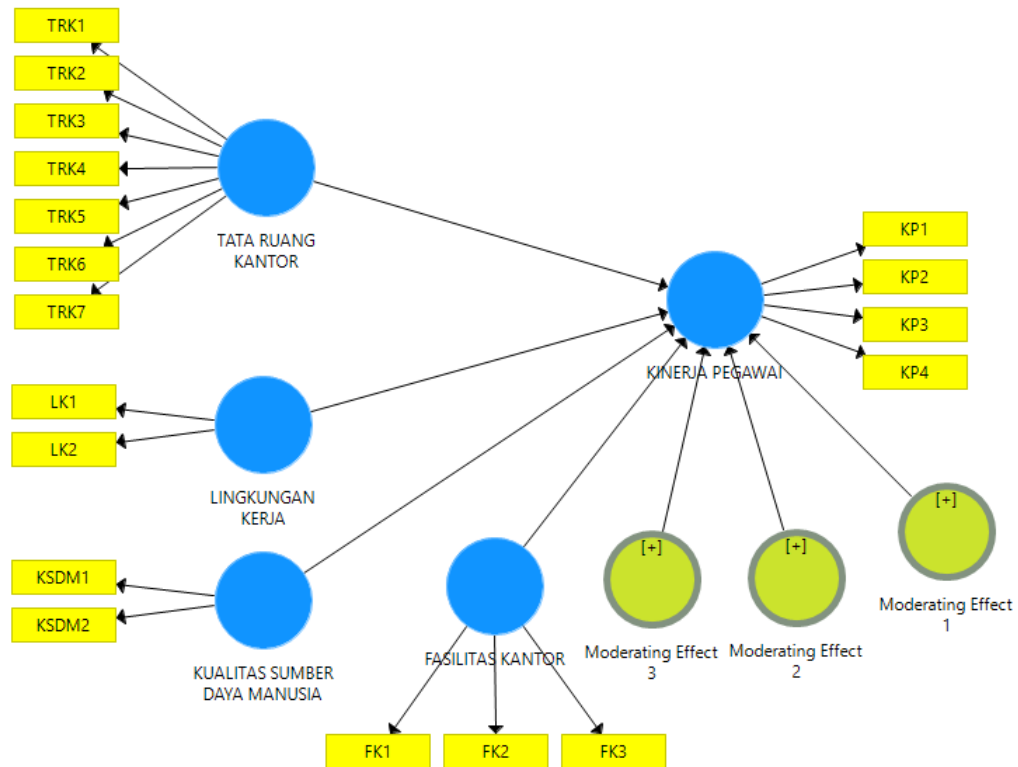 TRK1
TRK2
TRK3
TRK4
TRK5
TRK6
TRK7
TATA RUANG
KANTOR
KP1
KP2
KP3
KP4
KINERJA PEGAWAI
LK1
LK2
LINGKUNGAN
KERJA
KSDM1
KSDM2
KUALITAS SUMBER
DAYA MANUSIA
FASILITAS KANTOR
FK1
FK2
FK3
[+]
Moderating Effect
3
[+]
Moderating Effect
2
[+]
Moderating Effect
1